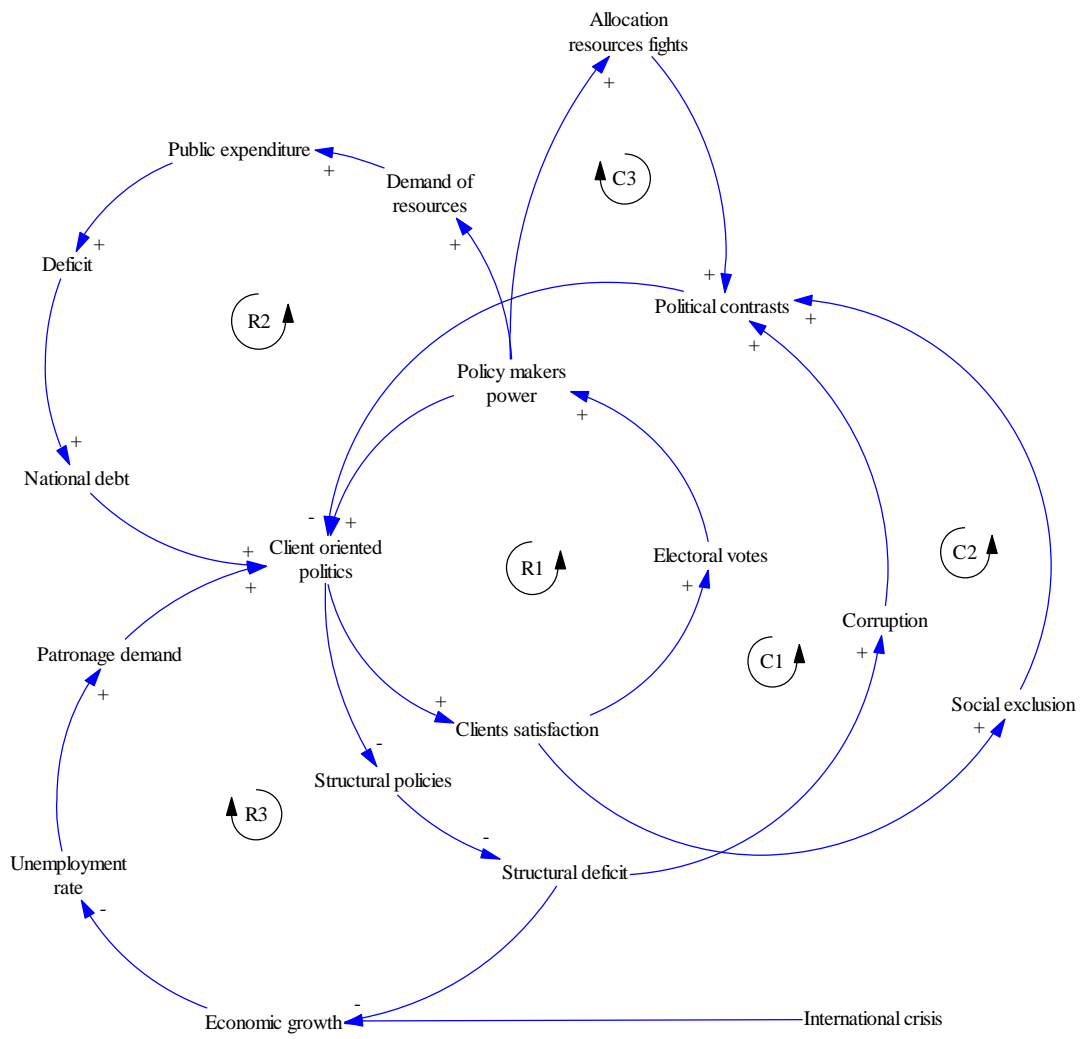 Allocation
resources fights
+
Public expenditure
+
Demand of
resources
C3
+
+
Deficit
+
Political contrasts
+
R2
+
Policy makers
power
+
+
National debt
-
+
Client oriented
politics
+
+
R1
Electoral votes
+
C2
Corruption
+
Patronage demand
+
C1
Social exclusion
+
+
Clients satisfaction
-
Structural policies
R3
-
Structural deficit
Unemployment
rate
-
-
Economic growth
International crisis